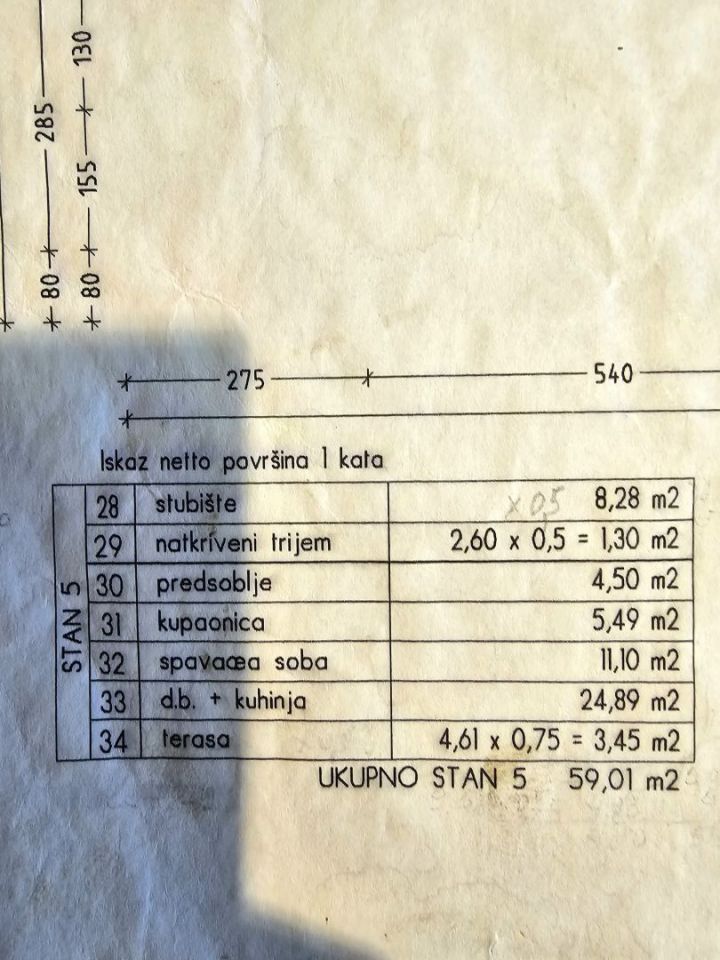 130
285
155
80
80
275
540
Iskaz netto površina 1 kata
STAN 5
28 stubište x 0,5 8,28 m2
29 natkriveni trijem 2,60 x 0,5 = 1,30 m2
30 predsoblje 4,50 m2
31 kupaonica 5,49 m2
32 spavaœa soba 11,10 m2
33 d.b. + kuhinja 24,89 m2
34 terasa 4,61 x 0,75 = 3,45 m2
UKUPNO STAN 5 59,01 m2